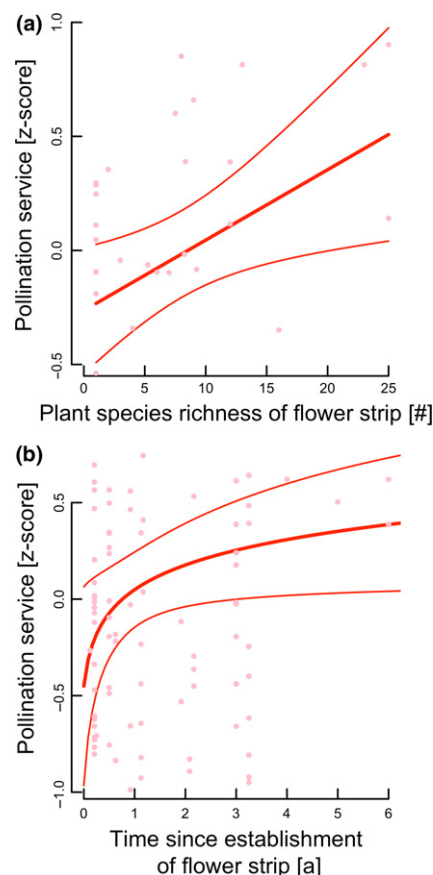 (a)
Pollination service [z-score]
1.0
0.5
0.0
−0.5
0 5 10 15 20 25
Plant species richness of flower strip [#]
(b)
Pollination service [z-score]
0.5
0.0
−0.5
−1.0
0 1 2 3 4 5 6
Time since establishment
of flower strip [a]